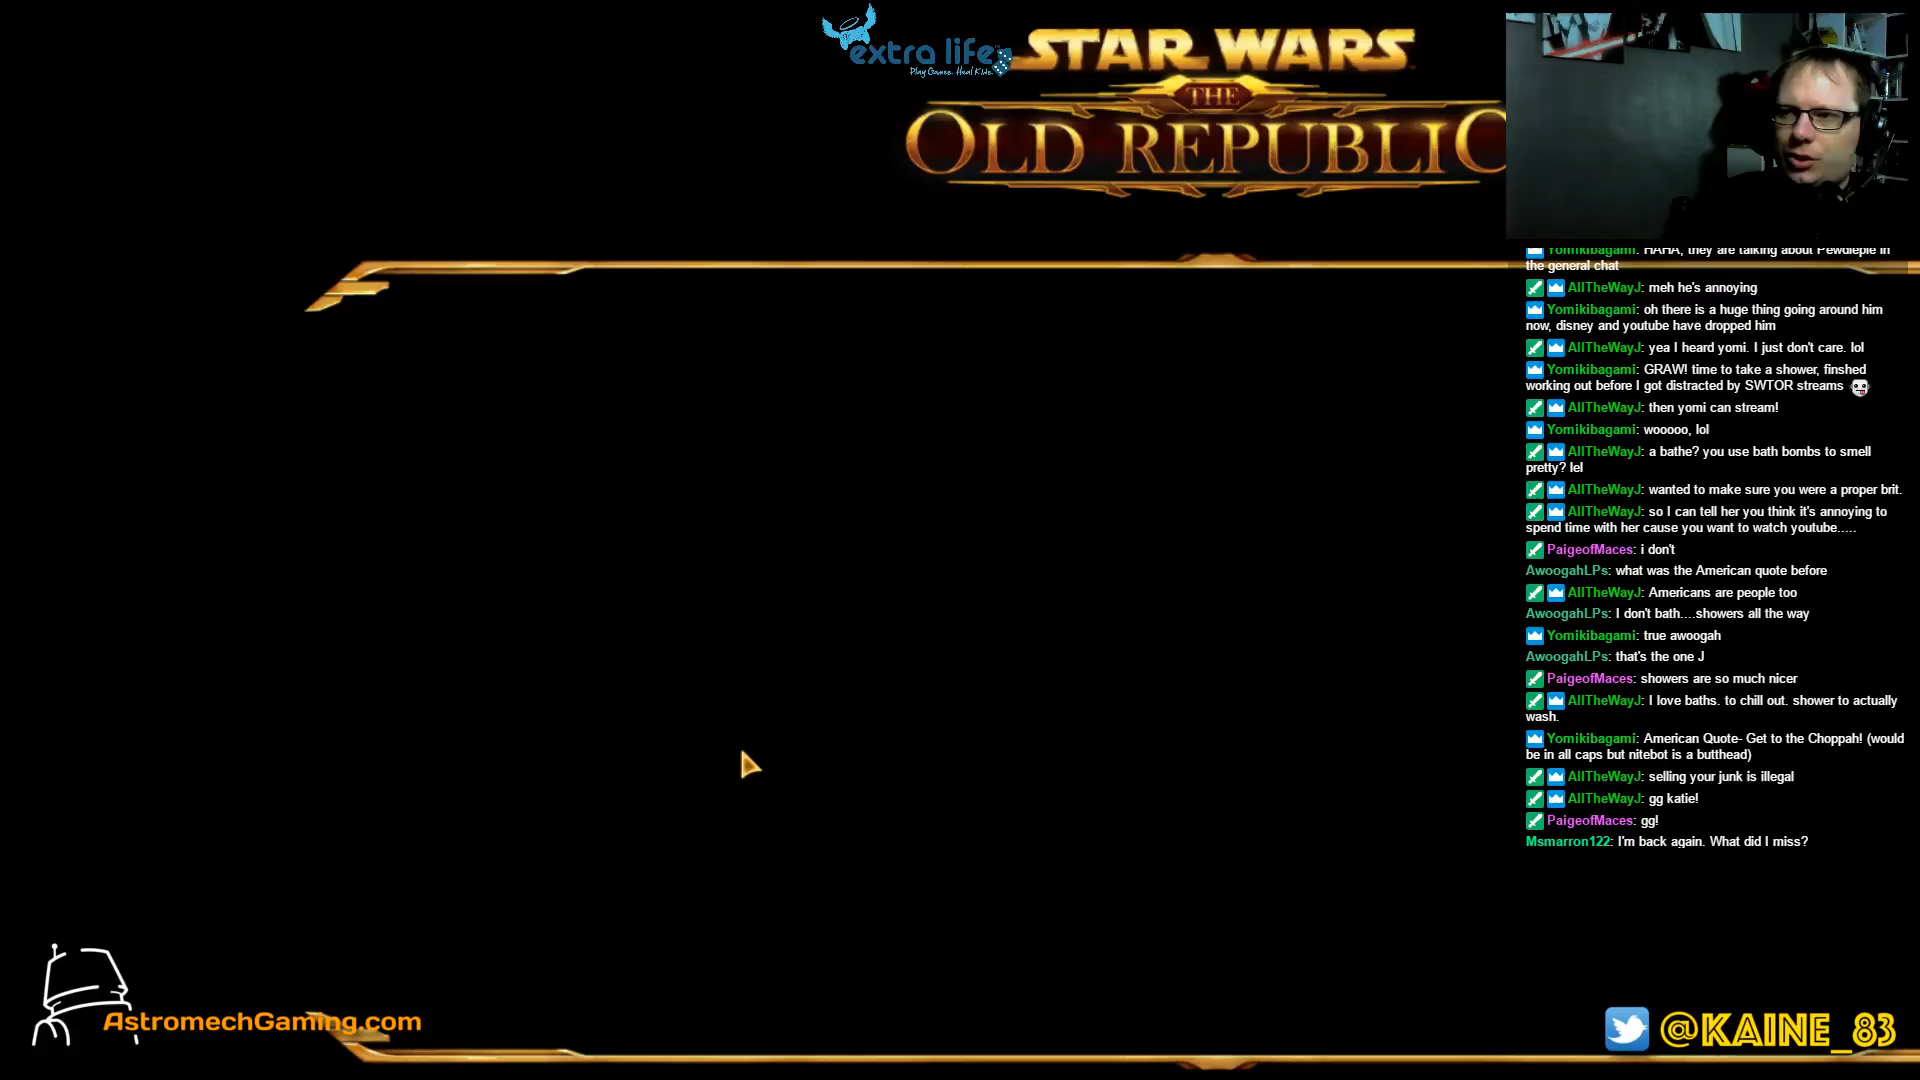 extra life
Play Games. Heal Kids.
STAR WARS
THE
OLD REPUBLIC
Yomikibagami: HAHA, they are talking about Pewdiepie in
the general chat
AllTheWayJ: meh he's annoying
Yomikibagami: oh there is a huge thing going around him
now, disney and youtube have dropped him
AllTheWayJ: yea I heard yomi. I just don't care. lol
Yomikibagami: GRAW! time to take a shower, finshed
working out before I got distracted by SWTOR streams
AllTheWayJ: then yomi can stream!
Yomikibagami: wooooo, lol
AllTheWayJ: a bathe? you use bath bombs to smell
pretty? lel
AllTheWayJ: wanted to make sure you were a proper brit.
AllTheWayJ: so I can tell her you think it's annoying to
spend time with her cause you want to watch youtube.....
PaigeofMaces: i don't
AwoogahLPs: what was the American quote before
AllTheWayJ: Americans are people too
AwoogahLPs: I don't bath....showers all the way
Yomikibagami: true awoogah
AwoogahLPs: that's the one J
PaigeofMaces: showers are so much nicer
AllTheWayJ: I love baths. to chill out. shower to actually
wash.
Yomikibagami: American Quote- Get to the Choppah! (would
be in all caps but nitebot is a butthead)
AllTheWayJ: selling your junk is illegal
AllTheWayJ: gg katie!
PaigeofMaces: gg!
Msmarron122: I'm back again. What did I miss?
AstromechGaming.com
@KAINE_83